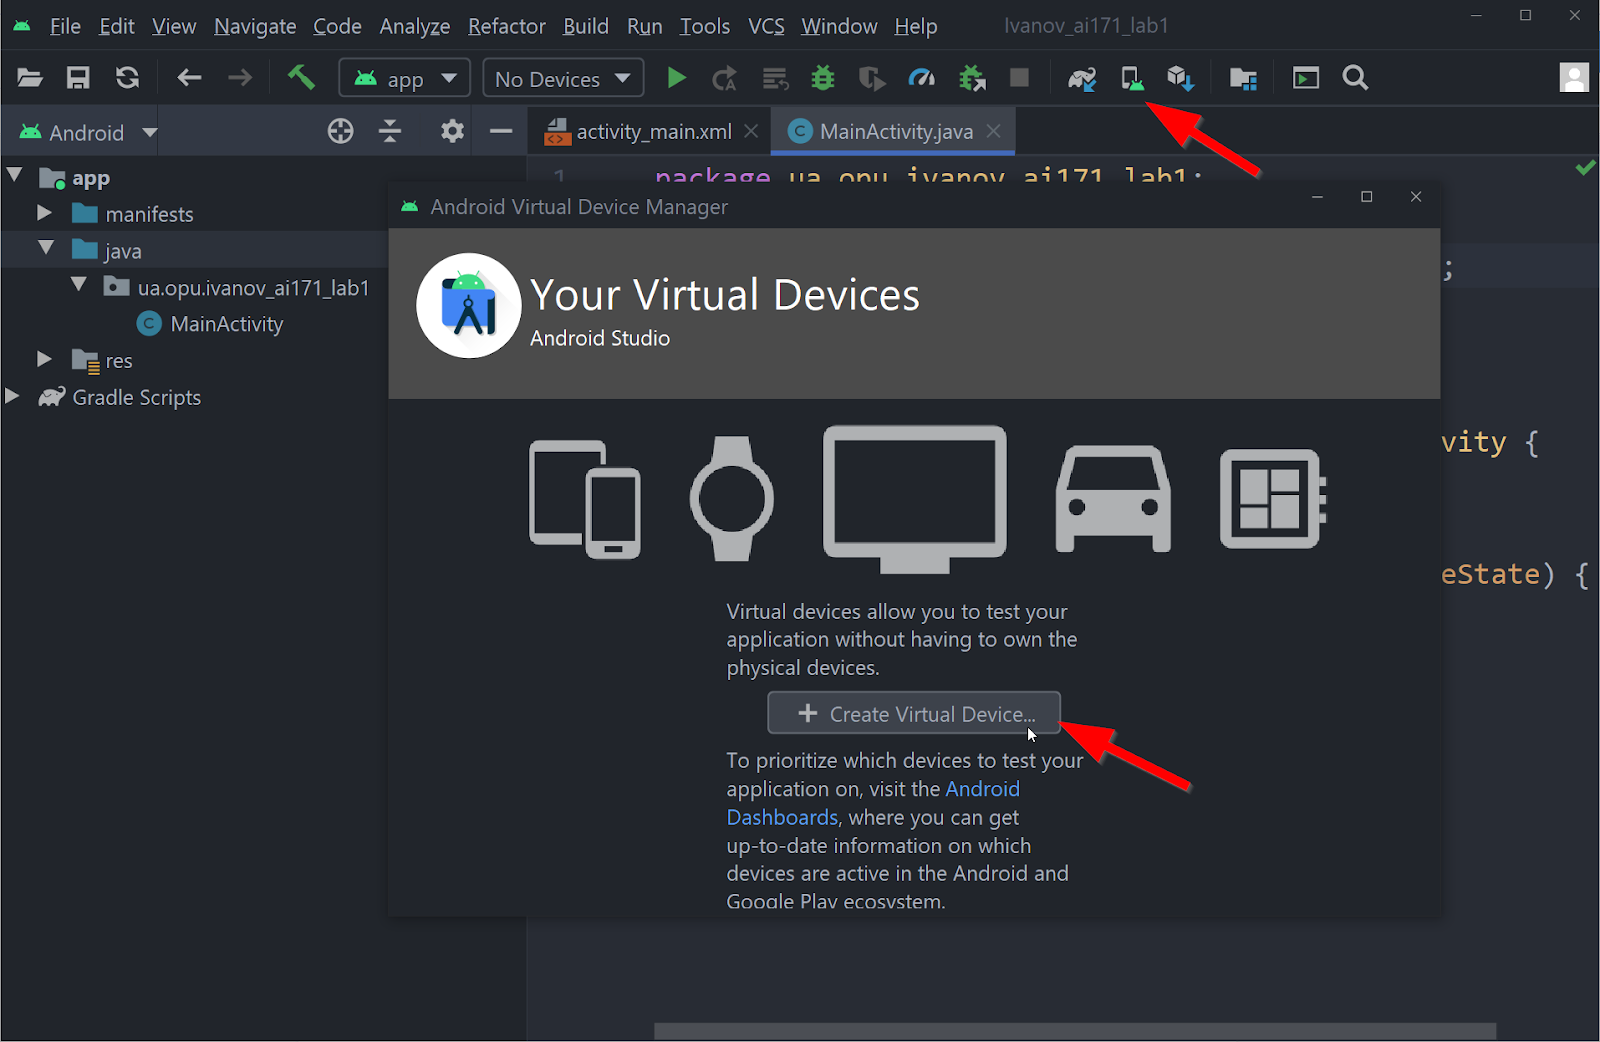 File Edit View Navigate Code Analyze Refactor Build Run Tools VCS Window Help Ivanov_ai171_lab1
app No Devices
Android
activity_main.xml
MainActivity.java
1 package ua.opu.ivanov_ai171_lab1;
app
manifests
java
ua.opu.ivanov_ai171_lab1
MainActivity
res
Gradle Scripts
Android Virtual Device Manager
;
Your Virtual Devices
Android Studio
vity {
eState) {
Virtual devices allow you to test your
application without having to own the
physical devices.
+ Create Virtual Device...
To prioritize which devices to test your
application on, visit the Android
Dashboards, where you can get
up-to-date information on which
devices are active in the Android and
Google Play ecosystem.